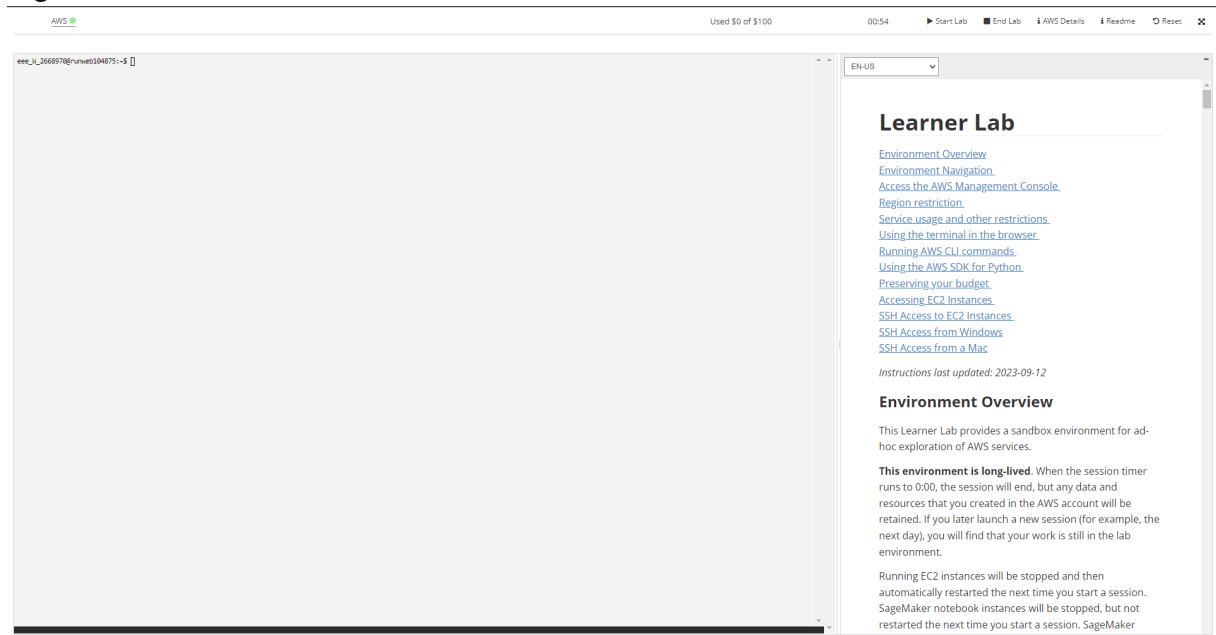 AWS
Used $0 of $100
00:54
Start Lab
End Lab
AWS Details
Readme
Reset
eee_W_2668970@runweb104875:~$
EN-US
Learner Lab
Environment Overview
Environment Navigation
Access the AWS Management Console
Region restriction
Service usage and other restrictions
Using the terminal in the browser
Running AWS CLI commands
Using the AWS SDK for Python
Preserving your budget
Accessing EC2 Instances
SSH Access to EC2 Instances
SSH Access from Windows
SSH Access from a Mac
Instructions last updated: 2023-09-12
Environment Overview
This Learner Lab provides a sandbox environment for ad-
hoc exploration of AWS services.
This environment is long-lived. When the session timer
runs to 0:00, the session will end, but any data and
resources that you created in the AWS account will be
retained. If you later launch a new session (for example, the
next day), you will find that your work is still in the lab
environment.
Running EC2 instances will be stopped and then
automatically restarted the next time you start a session.
SageMaker notebook instances will be stopped, but not
restarted the next time you start a session. SageMaker